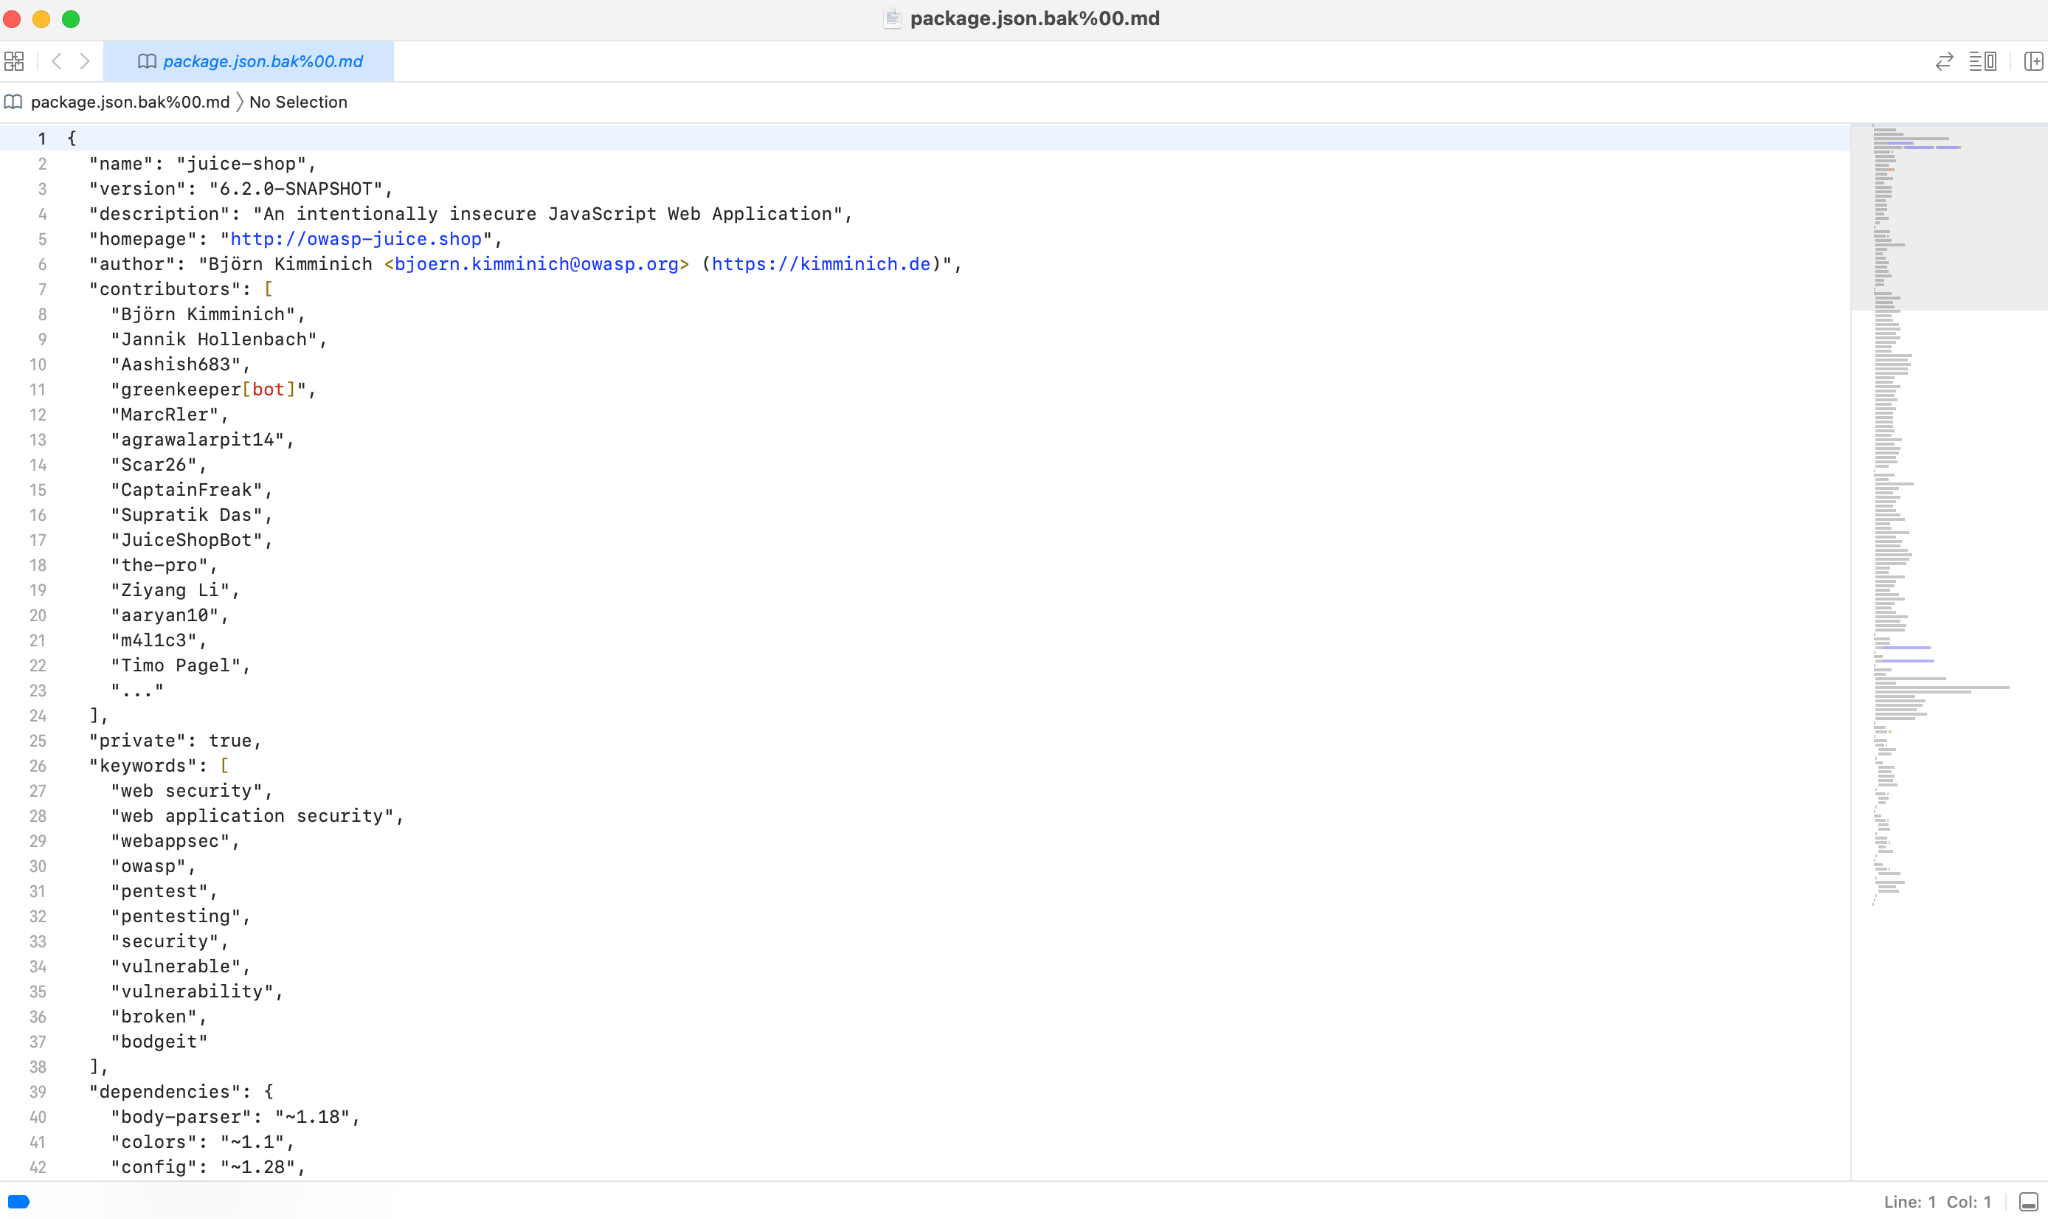 package.json.bak%00.md
package.json.bak%00.md
package.json.bak%00.md 〉 No Selection
1 {
2 "name": "juice-shop",
3 "version": "6.2.0-SNAPSHOT",
4 "description": "An intentionally insecure JavaScript Web Application",
5 "homepage": "http://owasp-juice.shop",
6 "author": "Björn Kimminich <bjoern.kimminich@owasp.org> (https://kimminich.de)",
7 "contributors": [
8 "Björn Kimminich",
9 "Jannik Hollenbach",
10 "Aashish683",
11 "greenkeeper[bot]",
12 "MarcRler",
13 "agrawalarpit14",
14 "Scar26",
15 "CaptainFreak",
16 "Supratik Das",
17 "JuiceShopBot",
18 "the-pro",
19 "Ziyang Li",
20 "aaryan10",
21 "m4l1c3",
22 "Timo Pagel",
23 "..."
24 ],
25 "private": true,
26 "keywords": [
27 "web security",
28 "web application security",
29 "webappsec",
30 "owasp",
31 "pentest",
32 "pentesting",
33 "security",
34 "vulnerable",
35 "vulnerability",
36 "broken",
37 "bodgeit"
38 ],
39 "dependencies": {
40 "body-parser": "~1.18",
41 "colors": "~1.1",
42 "config": "~1.28",
Line: 1 Col: 1